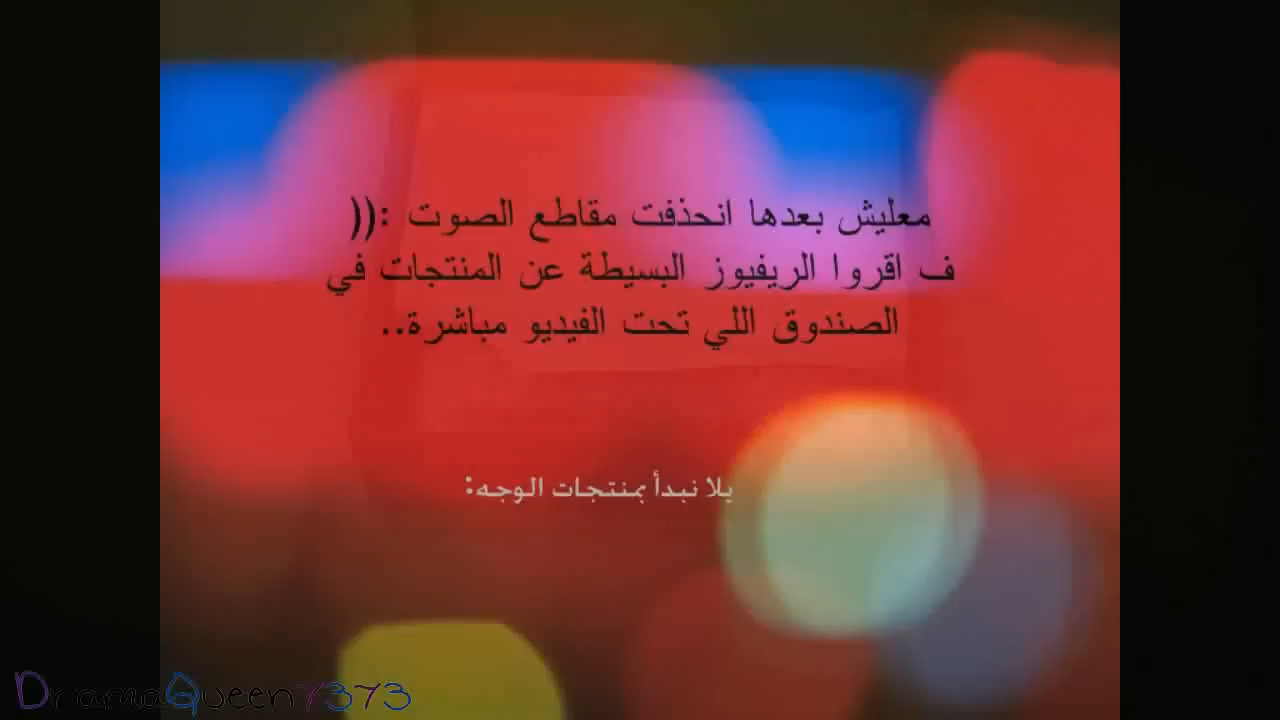 معليش بعدها انحذفت مقاطع الصوت :((
ف اقروا الريفيوز البسيطة عن المنتجات في
الصندوق اللي تحت الفيديو مباشرة..
يلا نبدأ بمنتجات الوجه:
DramaQueen7373